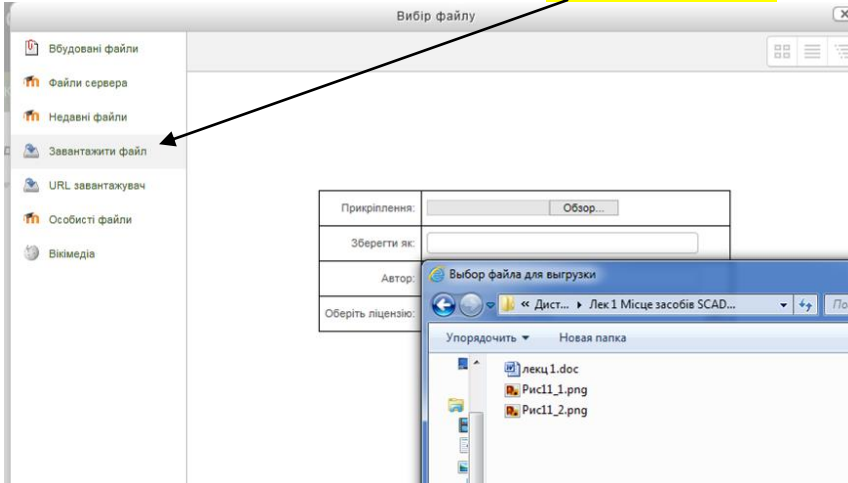 Вибір файлу
Вбудовані файли
Файли сервера
Недавні файли
Завантажити файл
URL завантажувач
Особисті файли
Вікімедіа
Прикріплення:
Обзор...
Зберегти як:
Автор:
Оберіть ліцензію:
Выбор файла для выгрузки
« Дист... ▸ Лек 1 Місце засобів SCAD...
По
Упорядочить
Новая папка
лекц 1.doc
Рис11_1.png
Рис11_2.png